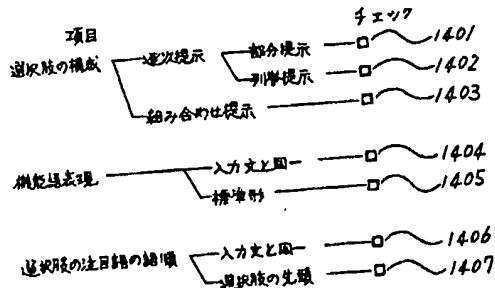 チェック
項目
選択肢の構成 逐次提示 部分提示 1401
列挙提示 1402
組み合わせ提示 1403
機能語表現 入力文と同一 1404
標準形 1405
選択肢の注目語の語順 入力文と同一 1406
選択肢の先頭 1407